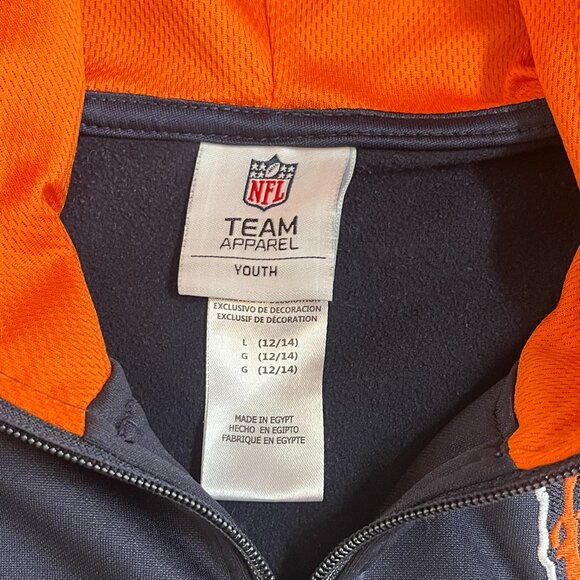 NFL
TEAM
APPAREL
YOUTH
EXCLUSIVO DE DECORACION
EXCLUSIF DE DÉCORATION
L (12/14)
G (12/14)
G (12/14)
MADE IN EGYPT
HECHO EN EGIPTO
FABRIQUE EN EGYPTE